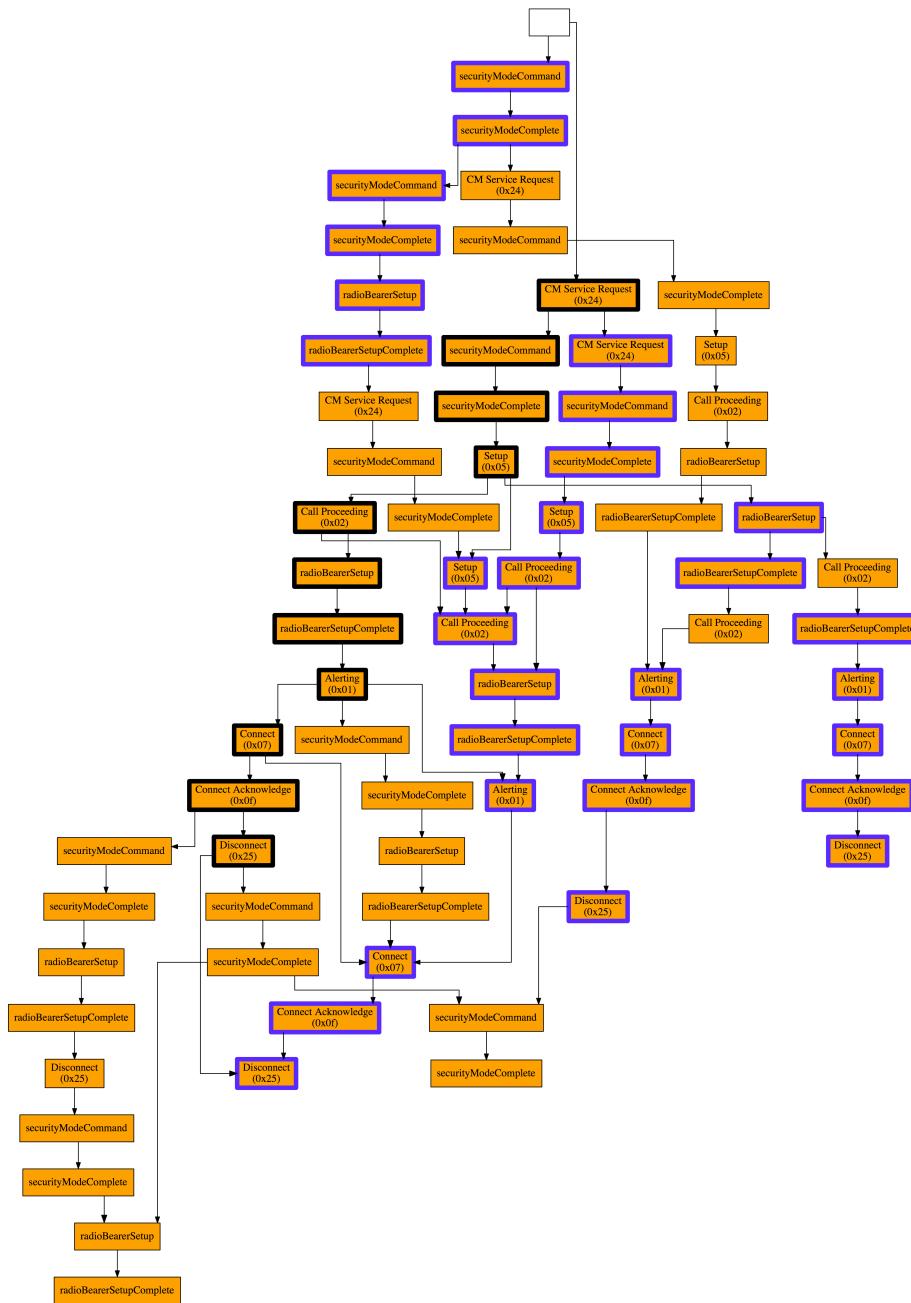 securityModeCommand
securityModeComplete
securityModeCommand
CM Service Request
(0x24)
securityModeComplete
securityModeCommand
radioBearerSetup
CM Service Request
(0x24)
securityModeComplete
radioBearerSetupComplete
securityModeCommand
CM Service Request
(0x24)
Setup
(0x05)
CM Service Request
(0x24)
securityModeComplete
securityModeCommand
Call Proceeding
(0x02)
securityModeCommand
Setup
(0x05)
securityModeComplete
radioBearerSetup
Call Proceeding
(0x02)
securityModeComplete
Setup
(0x05)
radioBearerSetupComplete
radioBearerSetup
radioBearerSetup
Setup
(0x05)
Call Proceeding
(0x02)
radioBearerSetupComplete
Call Proceeding
(0x02)
radioBearerSetupComplete
Call Proceeding
(0x02)
Call Proceeding
(0x02)
radioBearerSetupComplete
Alerting
(0x01)
radioBearerSetup
Alerting
(0x01)
Alerting
(0x01)
Connect
(0x07)
securityModeCommand
radioBearerSetupComplete
Connect
(0x07)
Connect
(0x07)
Connect Acknowledge
(0x0f)
securityModeComplete
Alerting
(0x01)
Connect Acknowledge
(0x0f)
Connect Acknowledge
(0x0f)
securityModeCommand
Disconnect
(0x25)
radioBearerSetup
Disconnect
(0x25)
securityModeComplete
securityModeCommand
radioBearerSetupComplete
Disconnect
(0x25)
radioBearerSetup
securityModeComplete
Connect
(0x07)
radioBearerSetupComplete
Connect Acknowledge
(0x0f)
securityModeCommand
Disconnect
(0x25)
Disconnect
(0x25)
securityModeComplete
securityModeCommand
securityModeComplete
radioBearerSetup
radioBearerSetupComplete